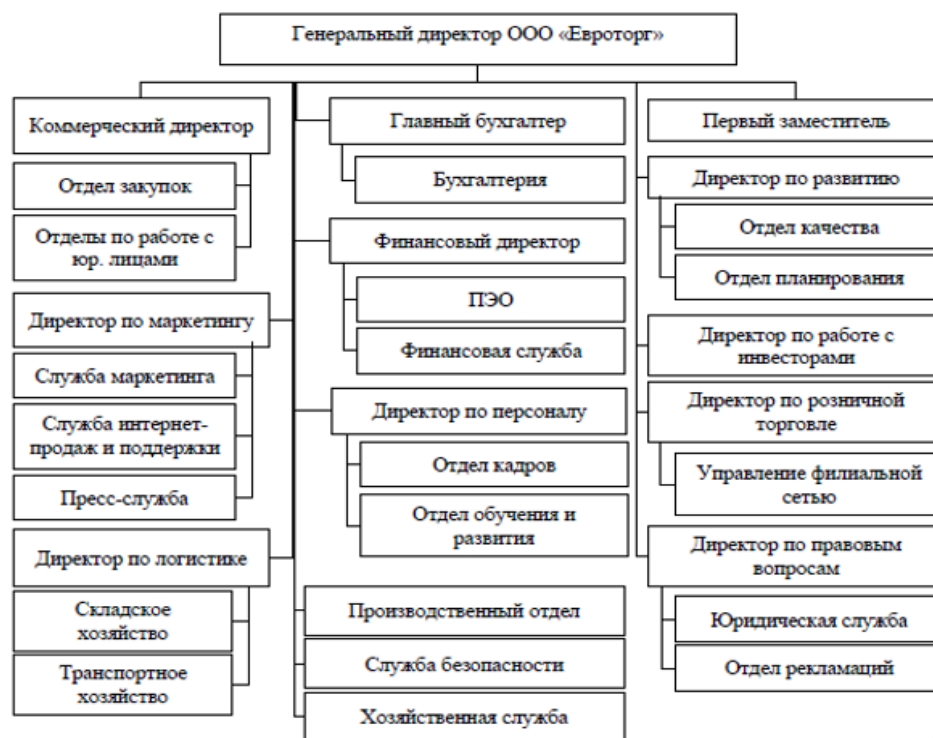 Генеральный директор ООО «Евроторг»
Коммерческий директор
Отдел закупок
Отделы по работе с
юр. лицами
Директор по маркетингу
Служба маркетинга
Служба интернет-
продаж и поддержки
Пресс-служба
Директор по логистике
Складское
хозяйство
Транспортное
хозяйство
Главный бухгалтер
Бухгалтерия
Финансовый директор
ПЭО
Финансовая служба
Директор по персоналу
Отдел кадров
Отдел обучения и
развития
Производственный отдел
Служба безопасности
Хозяйственная служба
Первый заместитель
Директор по развитию
Отдел качества
Отдел планирования
Директор по работе с
инвесторами
Директор по розничной
торговле
Управление филиальной
сетью
Директор по правовым
вопросам
Юридическая служба
Отдел рекламаций